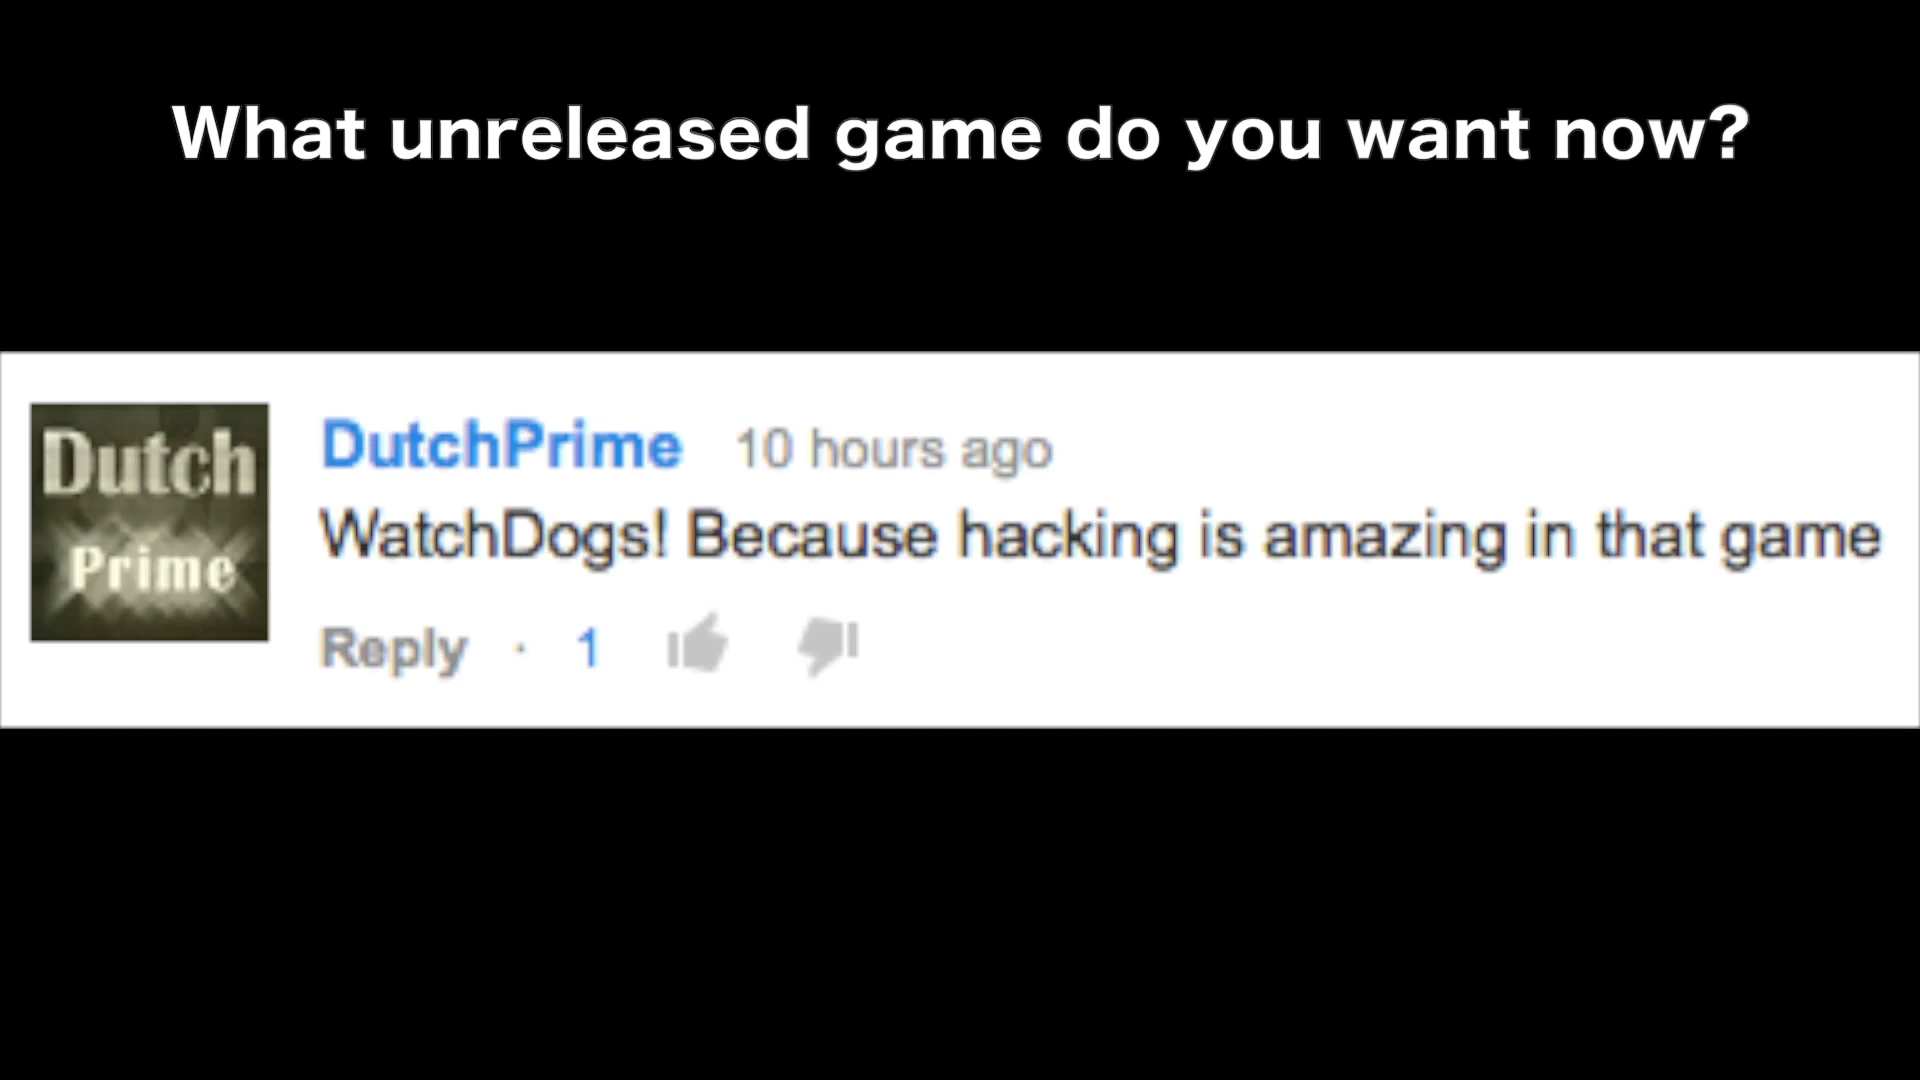 What unreleased game do you want now?
Dutch
Prime
DutchPrime 10 hours ago
WatchDogs! Because hacking is amazing in that game
Reply · 1